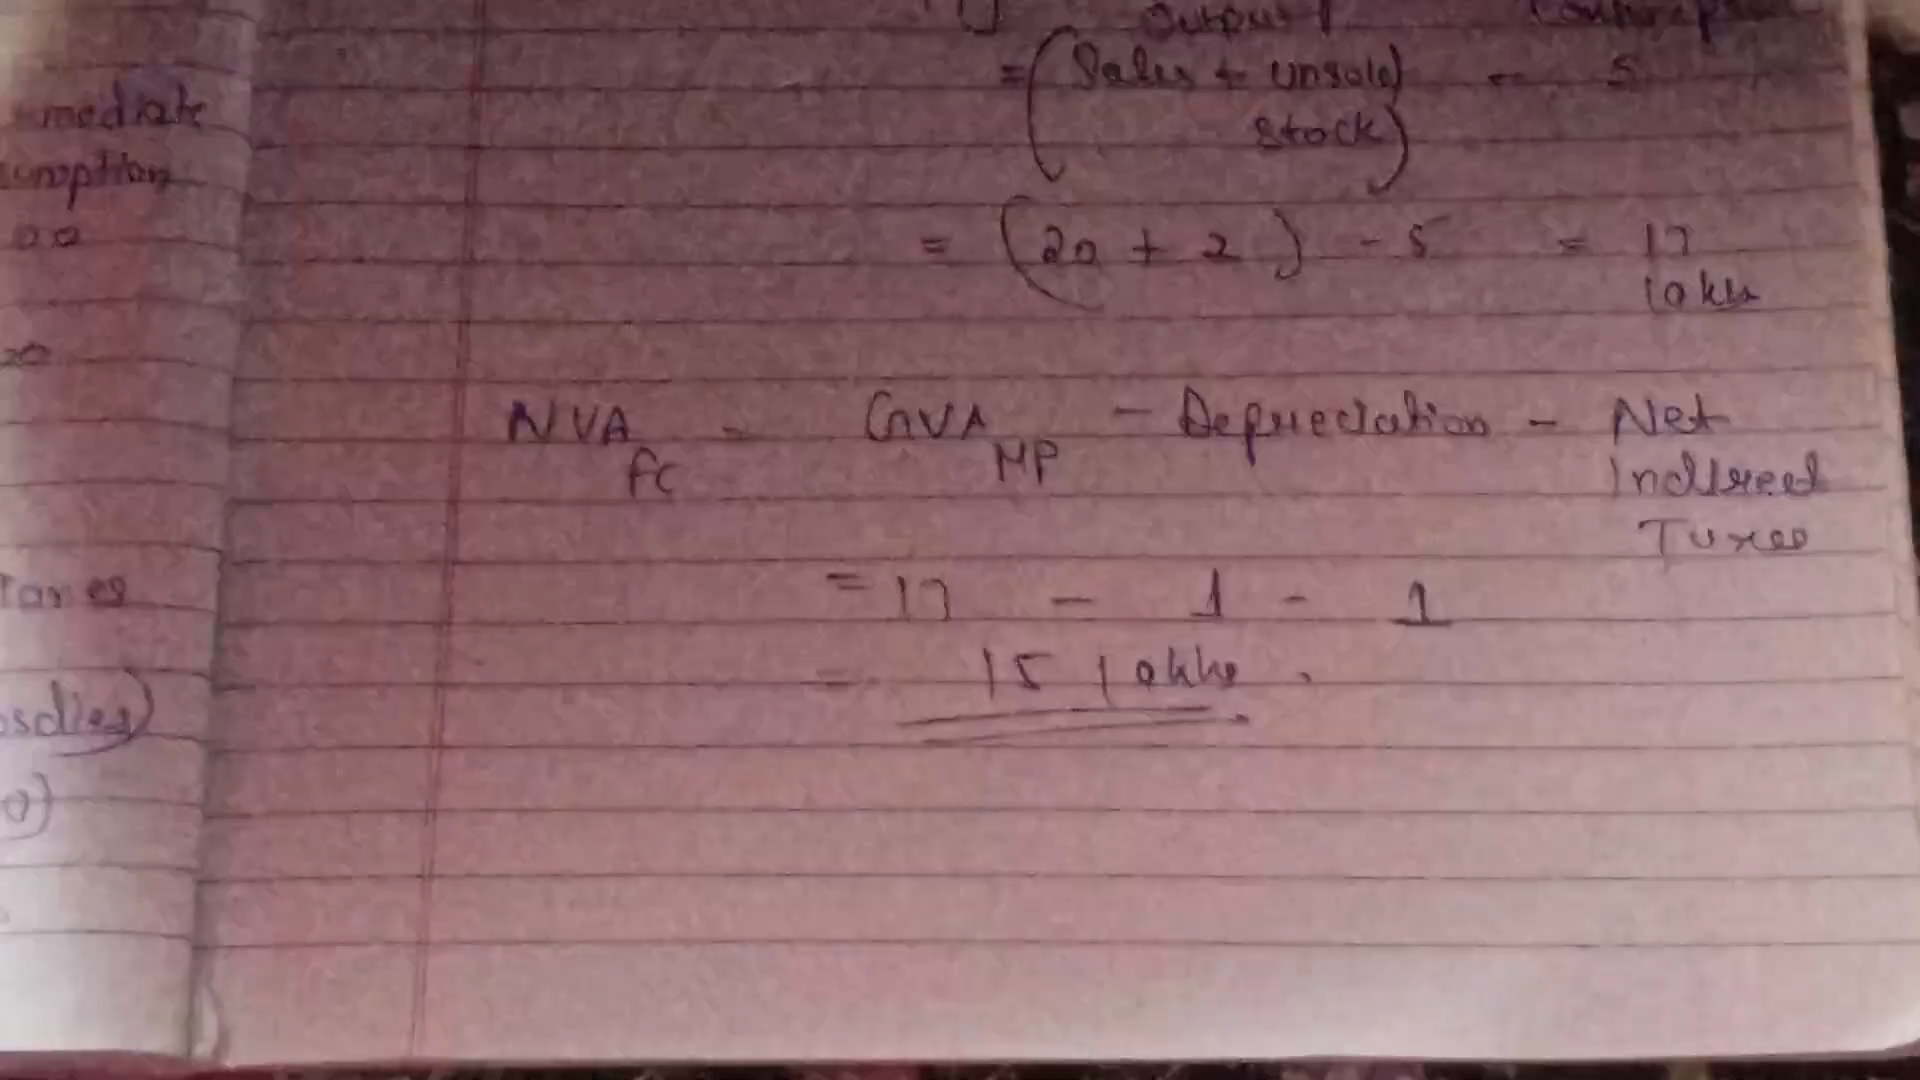 Output
= (Sales + unsold - 5
stock)
= (20 + 2) - 5 = 17
lakhs
NVA FC = GVA MP - Depreciation - Net
Indirect
Taxes
= 17 - 1 - 1
= 15 lakhs.
Taxes